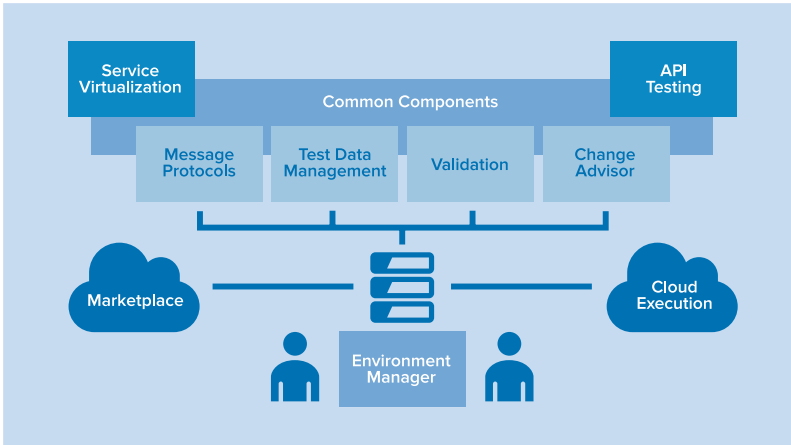 Service
Virtualization
API
Testing
Common Components
Message
Protocols
Test Data
Management
Validation
Change
Advisor
Marketplace
Cloud
Execution
Environment
Manager